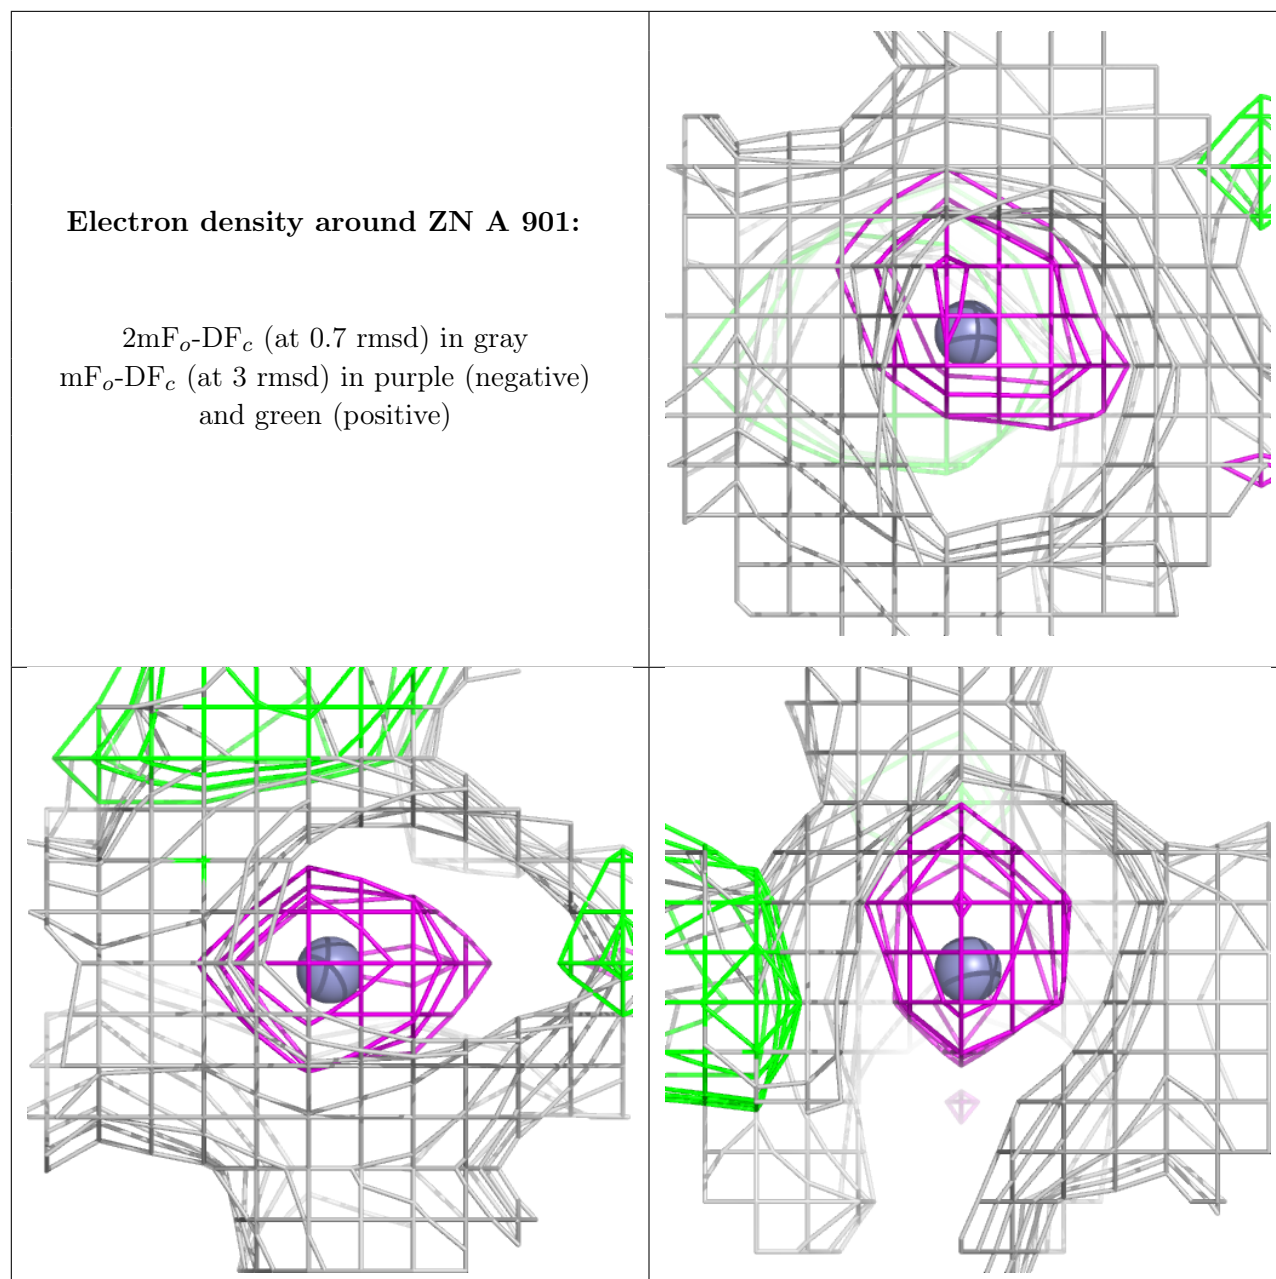 Electron density around ZN A 901:
2mFo-DFc (at 0.7 rmsd) in gray
mFo-DFc (at 3 rmsd) in purple (negative)
and green (positive)